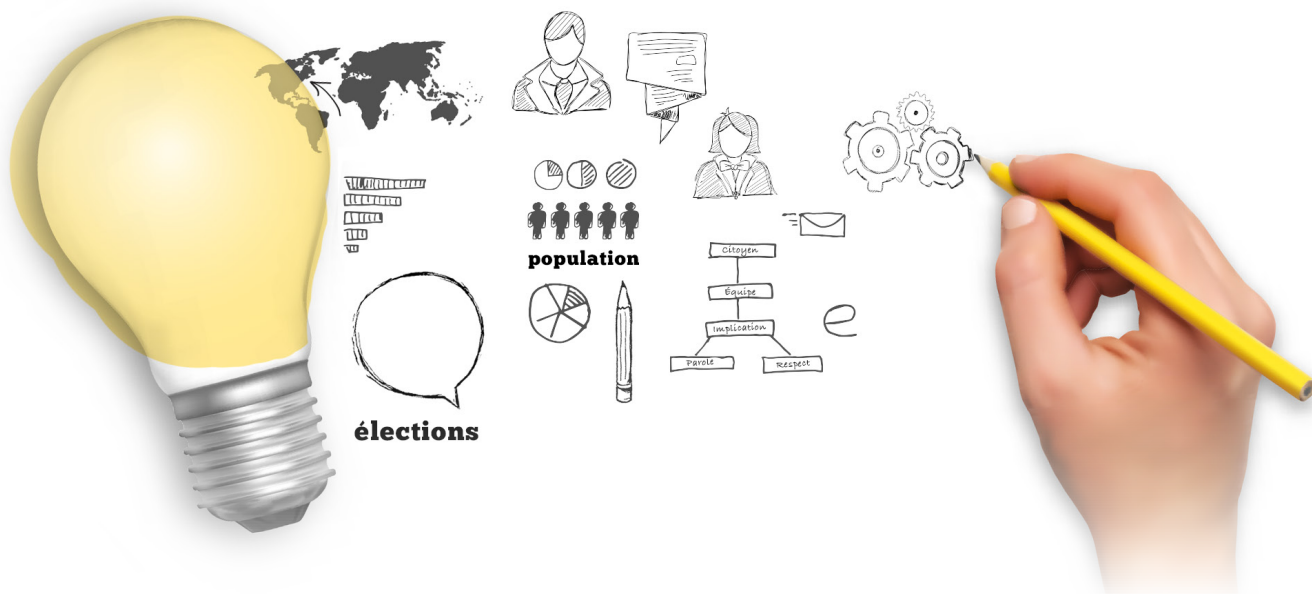 population
Citoyen
Équipe
Implication
Parole
Respect
e
élections